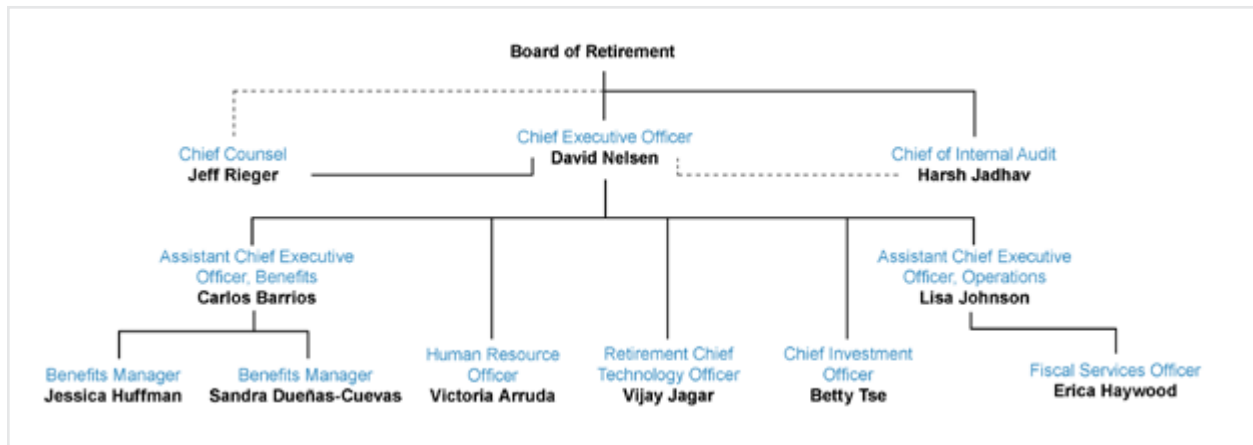 Board of Retirement
Chief Executive Officer
David Nelsen
Chief Counsel
Jeff Rieger
Chief of Internal Audit
Harsh Jadhav
Assistant Chief Executive
Officer, Benefits
Carlos Barrios
Assistant Chief Executive
Officer, Operations
Lisa Johnson
Benefits Manager
Jessica Huffman
Benefits Manager
Sandra Dueñas-Cuevas
Human Resource
Officer
Victoria Arruda
Retirement Chief
Technology Officer
Vijay Jagar
Chief Investment
Officer
Betty Tse
Fiscal Services Officer
Erica Haywood